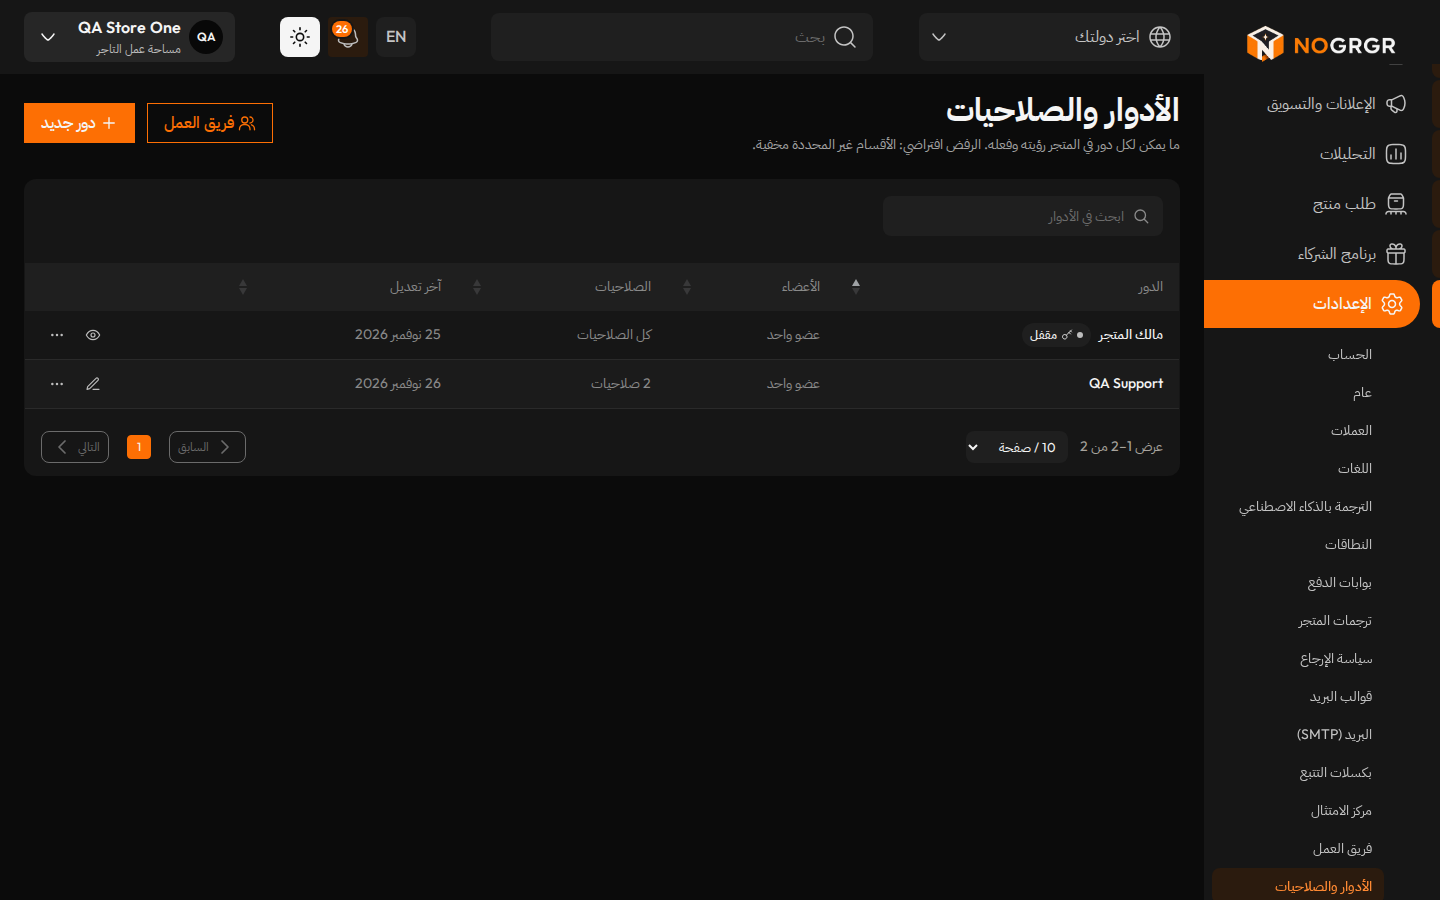 NOGRGR
اختر دولتك
بحث
EN
26
QA
QA Store One
مساحة عمل التاجر
الإعلانات والتسويق
التحليلات
طلب منتج
برنامج الشركاء
الإعدادات
الحساب
عام
العملات
اللغات
الترجمة بالذكاء الاصطناعي
النطاقات
بوابات الدفع
ترجمات المتجر
سياسة الإرجاع
قوالب البريد
البريد (SMTP)
بكسلات التتبع
مركز الامتثال
فريق العمل
الأدوار والصلاحيات
الأدوار والصلاحيات
ما يمكن لكل دور في المتجر رؤيته وفعله. الرفض افتراضي: الأقسام غير المحددة مخفية.
فريق العمل
دور جديد
ابحث في الأدوار
الدور الأعضاء الصلاحيات آخر تعديل
مالك المتجر مقفل عضو واحد كل الصلاحيات 25 نوفمبر 2026
QA Support عضو واحد 2 صلاحيات 26 نوفمبر 2026
عرض 1–2 من 2
10 / صفحة
السابق 1 التالي